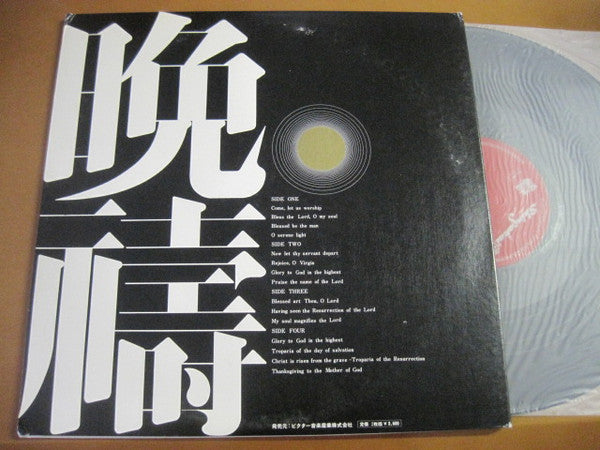 晩禱
SIDE ONE
Come, let us worship
Bless the Lord, O my soul
Blessed be the man
O serene light
SIDE TWO
Now let thy servant depart
Rejoice, O Virgin
Glory to God in the highest
Praise the name of the Lord
SIDE THREE
Blessed art Thou, O Lord
Having seen the Resurrection of the Lord
My soul magnifies the Lord
SIDE FOUR
Glory to God in the highest
Troparia of the day of salvation
Christ is risen from the grave -Troparia of the Resurrection
Thanksgiving to the Mother of God
発売元:ビクター音楽産業株式会社